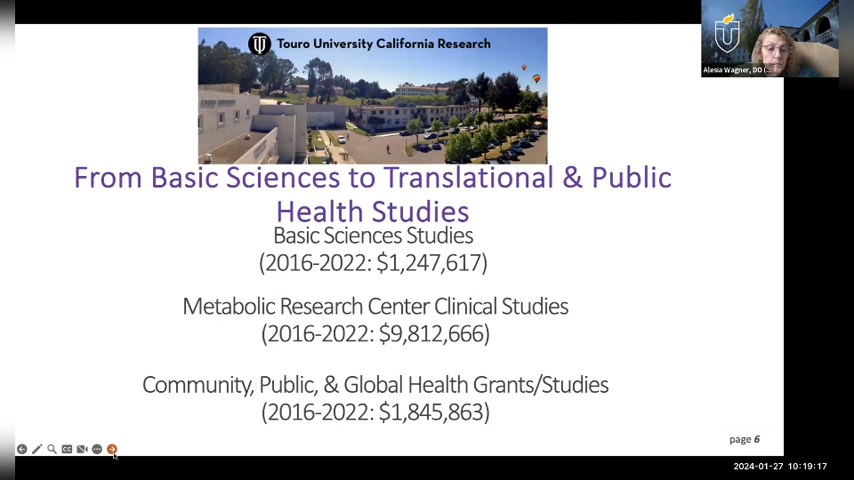 Touro University California Research
Alesia Wagner, DO (...
From Basic Sciences to Translational & Public
Health Studies
Basic Sciences Studies
(2016-2022: $1,247,617)
Metabolic Research Center Clinical Studies
(2016-2022: $9,812,666)
Community, Public, & Global Health Grants/Studies
(2016-2022: $1,845,863)
page 6
2024-01-27 10:19:17